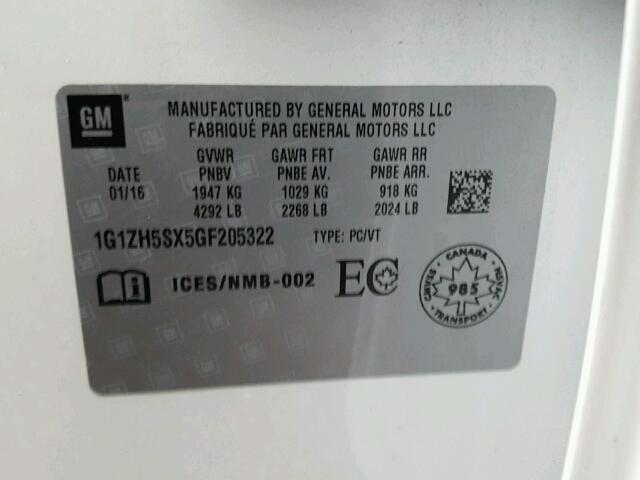 GM
MANUFACTURED BY GENERAL MOTORS LLC
FABRIQUÉ PAR GENERAL MOTORS LLC
GVWR GAWR FRT GAWR RR
DATE PNBV PNBE AV. PNBE ARR.
01/16 1947 KG 1029 KG 918 KG
4292 LB 2268 LB 2024 LB
1G1ZH5SX5GF205322 TYPE: PC/VT
ICES/NMB-002 EC
CANADA
CMVSS 985 NSVAC
TRANSPORT